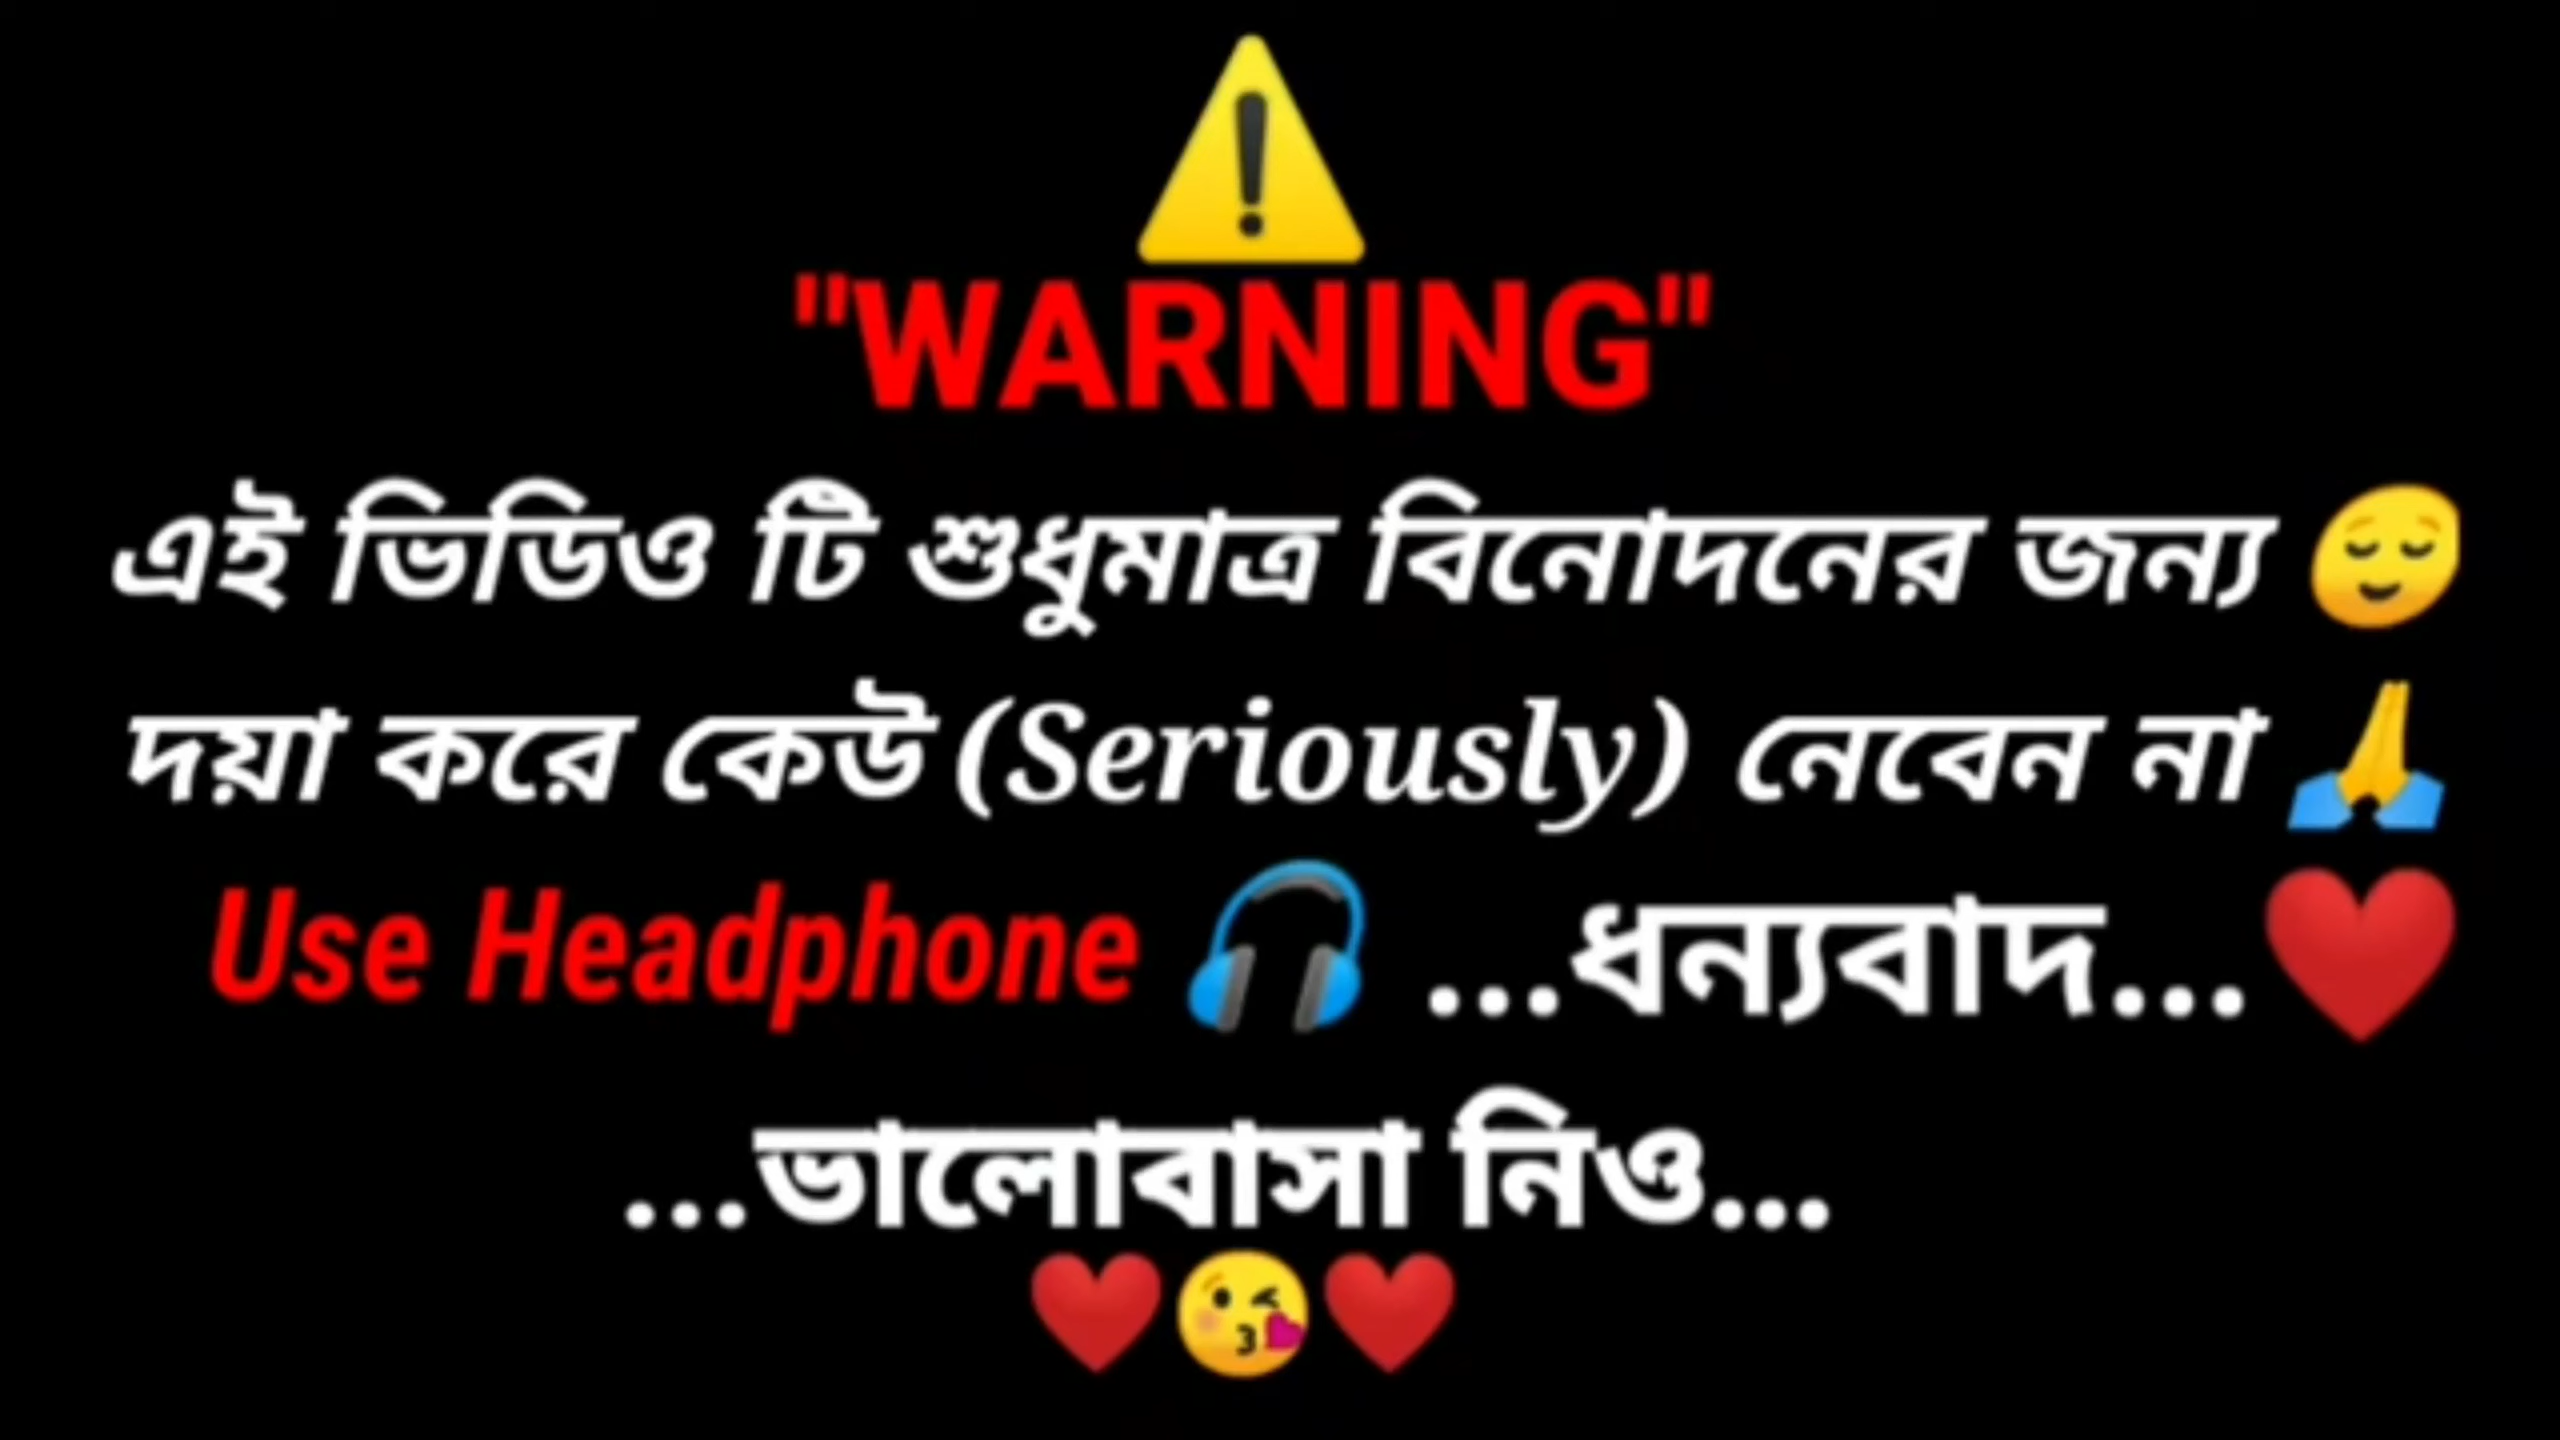 "WARNING"
এই ভিডিও টি শুধুমাত্র বিনোদনের জন্য 😌
দয়া করে কেউ (Seriously) নেবেন না 🙏
Use Headphone 🎧 ...ধন্যবাদ...❤️
...ভালোবাসা নিও...
❤️😘❤️